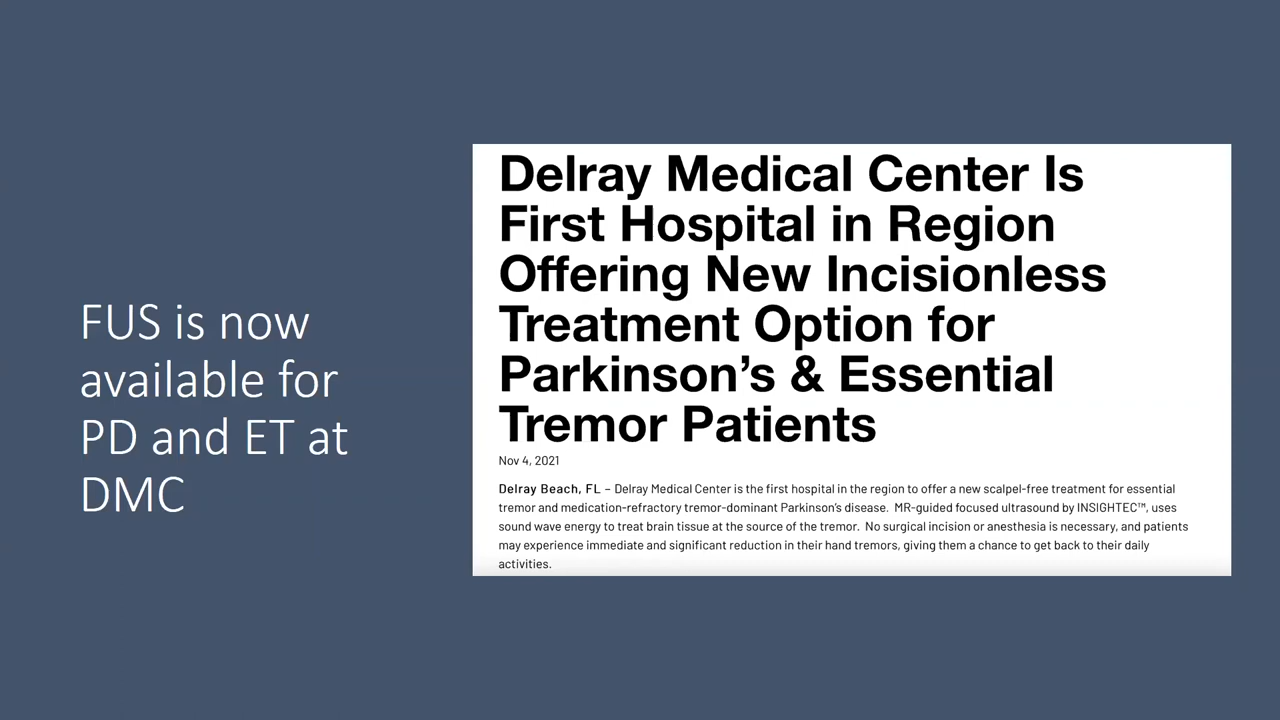 FUS is now
available for
PD and ET at
DMC
Delray Medical Center Is
First Hospital in Region
Offering New Incisionless
Treatment Option for
Parkinson’s & Essential
Tremor Patients
Nov 4, 2021
Delray Beach, FL – Delray Medical Center is the first hospital in the region to offer a new scalpel-free treatment for essential
tremor and medication-refractory tremor-dominant Parkinson’s disease. MR-guided focused ultrasound by INSIGHTEC™, uses
sound wave energy to treat brain tissue at the source of the tremor. No surgical incision or anesthesia is necessary, and patients
may experience immediate and significant reduction in their hand tremors, giving them a chance to get back to their daily
activities.